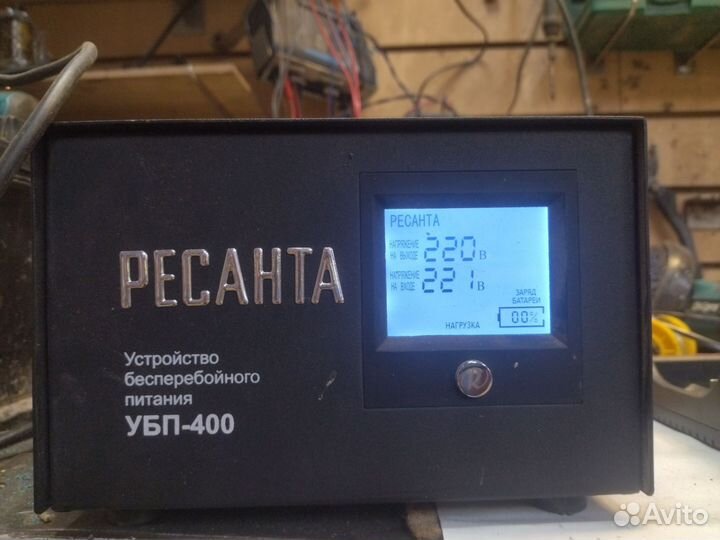 РЕСАНТА
Устройство
бесперебойного
питания
УБП-400
РЕСАНТА
НАПРЯЖЕНИЕ
НА ВЫХОДЕ
220 В
НАПРЯЖЕНИЕ
НА ВХОДЕ
221 В
ЗАРЯД
БАТАРЕИ
00%
НАГРУЗКА
R
Avito